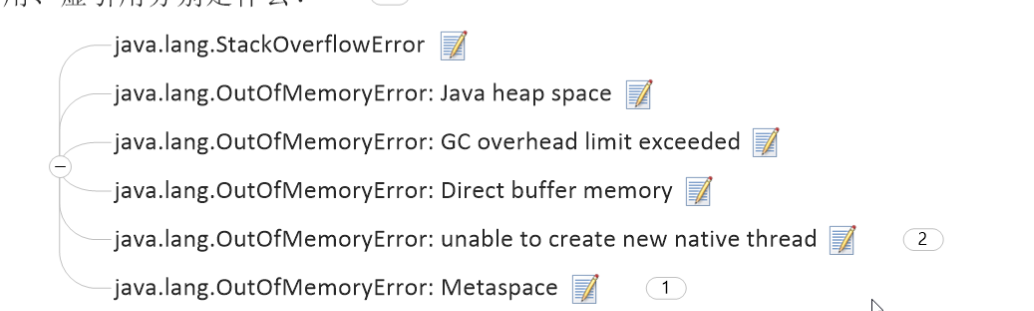 java.lang.StackOverflowError
java.lang.OutOfMemoryError: Java heap space
java.lang.OutOfMemoryError: GC overhead limit exceeded
java.lang.OutOfMemoryError: Direct buffer memory
java.lang.OutOfMemoryError: unable to create new native thread 2
java.lang.OutOfMemoryError: Metaspace 1